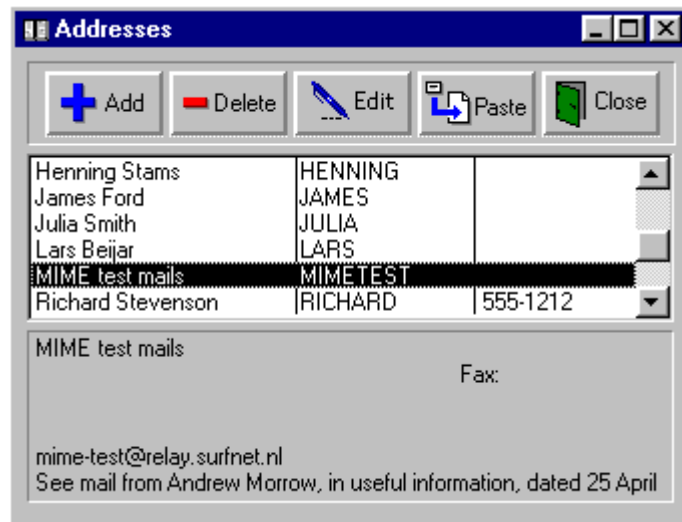 Addresses
Add Delete Edit Paste Close
Henning Stams HENNING
James Ford JAMES
Julia Smith JULIA
Lars Beijar LARS
MIME test mails MIMETEST
Richard Stevenson RICHARD 555-1212
MIME test mails
Fax:
mime-test@relay.surfnet.nl
See mail from Andrew Morrow, in useful information, dated 25 April